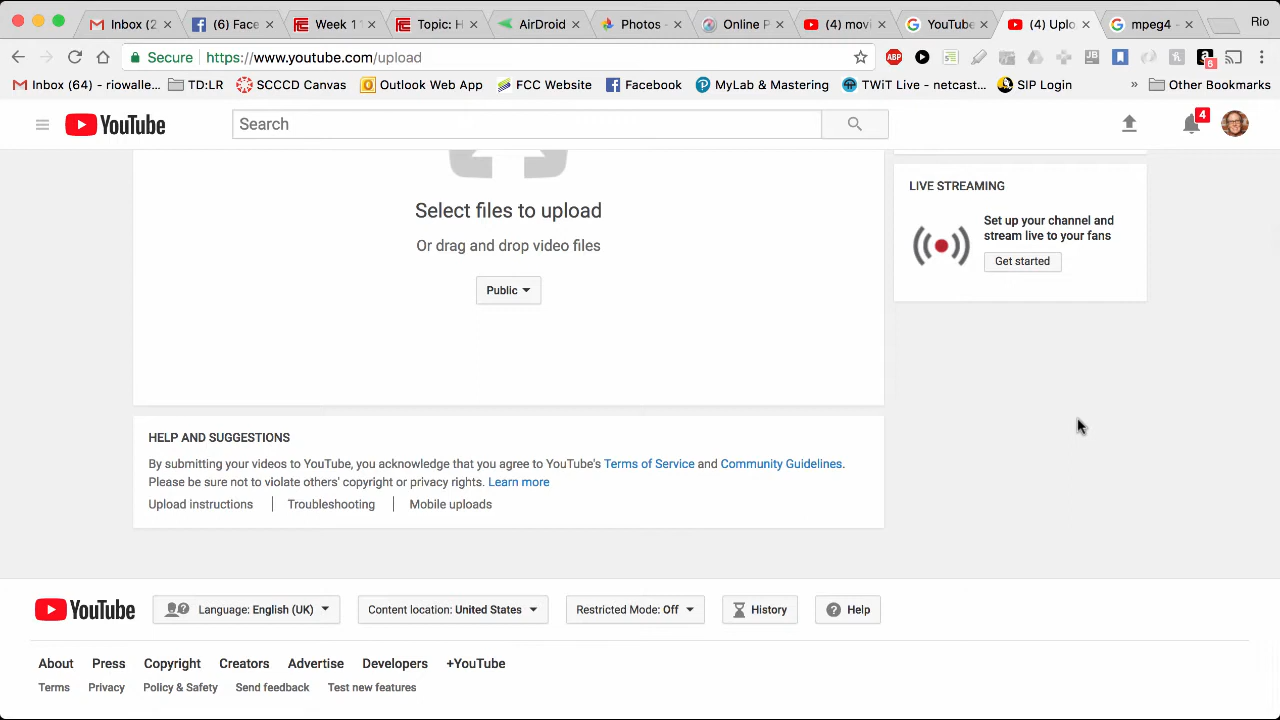 Inbox (2
(6) Face
Week 1
Topic: H
AirDroid
Photos -
Online P
(4) movi
YouTube
(4) Uplo
mpeg4 -
Rio
Secure
https://www.youtube.com/upload
ABP
JB
6
Inbox (64) - riowalle...
TD:LR
SCCCD Canvas
Outlook Web App
FCC Website
Facebook
MyLab & Mastering
TWiT Live - netcast...
SIP Login
»
Other Bookmarks
YouTube
Search
4
Select files to upload
Or drag and drop video files
Public
LIVE STREAMING
Set up your channel and
stream live to your fans
Get started
HELP AND SUGGESTIONS
By submitting your videos to YouTube, you acknowledge that you agree to YouTube's Terms of Service and Community Guidelines.
Please be sure not to violate others' copyright or privacy rights. Learn more
Upload instructions
Troubleshooting
Mobile uploads
YouTube
Language: English (UK)
Content location: United States
Restricted Mode: Off
History
Help
About Press Copyright Creators Advertise Developers +YouTube
Terms Privacy Policy & Safety Send feedback Test new features